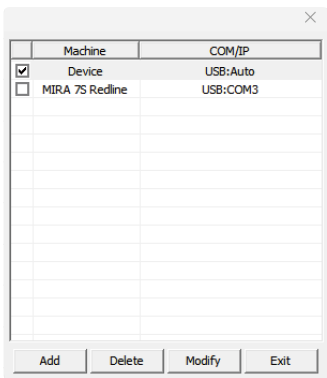 Machine COM/IP
Device USB:Auto
MIRA 7S Redline USB:COM3
Add Delete Modify Exit